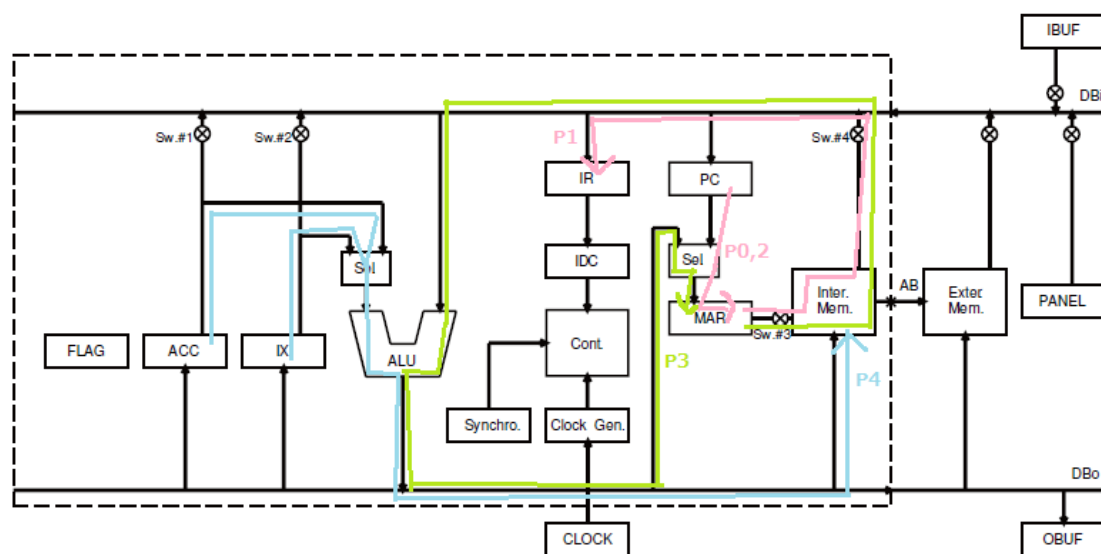 IBUF
DBi
Sw.#1
Sw.#2
Sw.#4
P1
IR
PC
P0,2
Sel
IDC
Sel
Inter.
Mem.
AB
Exter.
Mem.
PANEL
MAR
Sw.#3
FLAG
ACC
IX
ALU
Cont.
P3
P4
Synchro.
Clock Gen.
DBo
CLOCK
OBUF